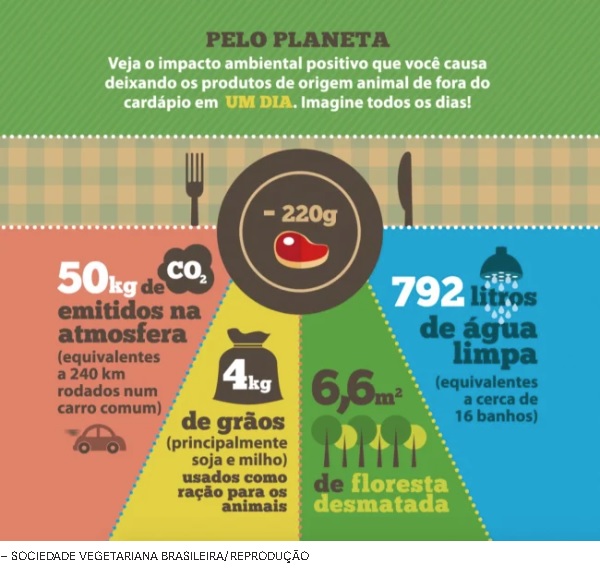 PELO PLANETA
Veja o impacto ambiental positivo que você causa
deixando os produtos de origem animal de fora do
cardápio em UM DIA. Imagine todos os dias!
- 220g
50kg de CO₂
emitidos na
atmosfera
(equivalentes
a 240 km
rodados num
carro comum)
4kg
de grãos
(principalmente
soja e milho)
usados como
ração para os
animais
6,6m²
de floresta
desmatada
792 litros
de água
limpa
(equivalentes
a cerca de
16 banhos)
– SOCIEDADE VEGETARIANA BRASILEIRA/REPRODUÇÃO